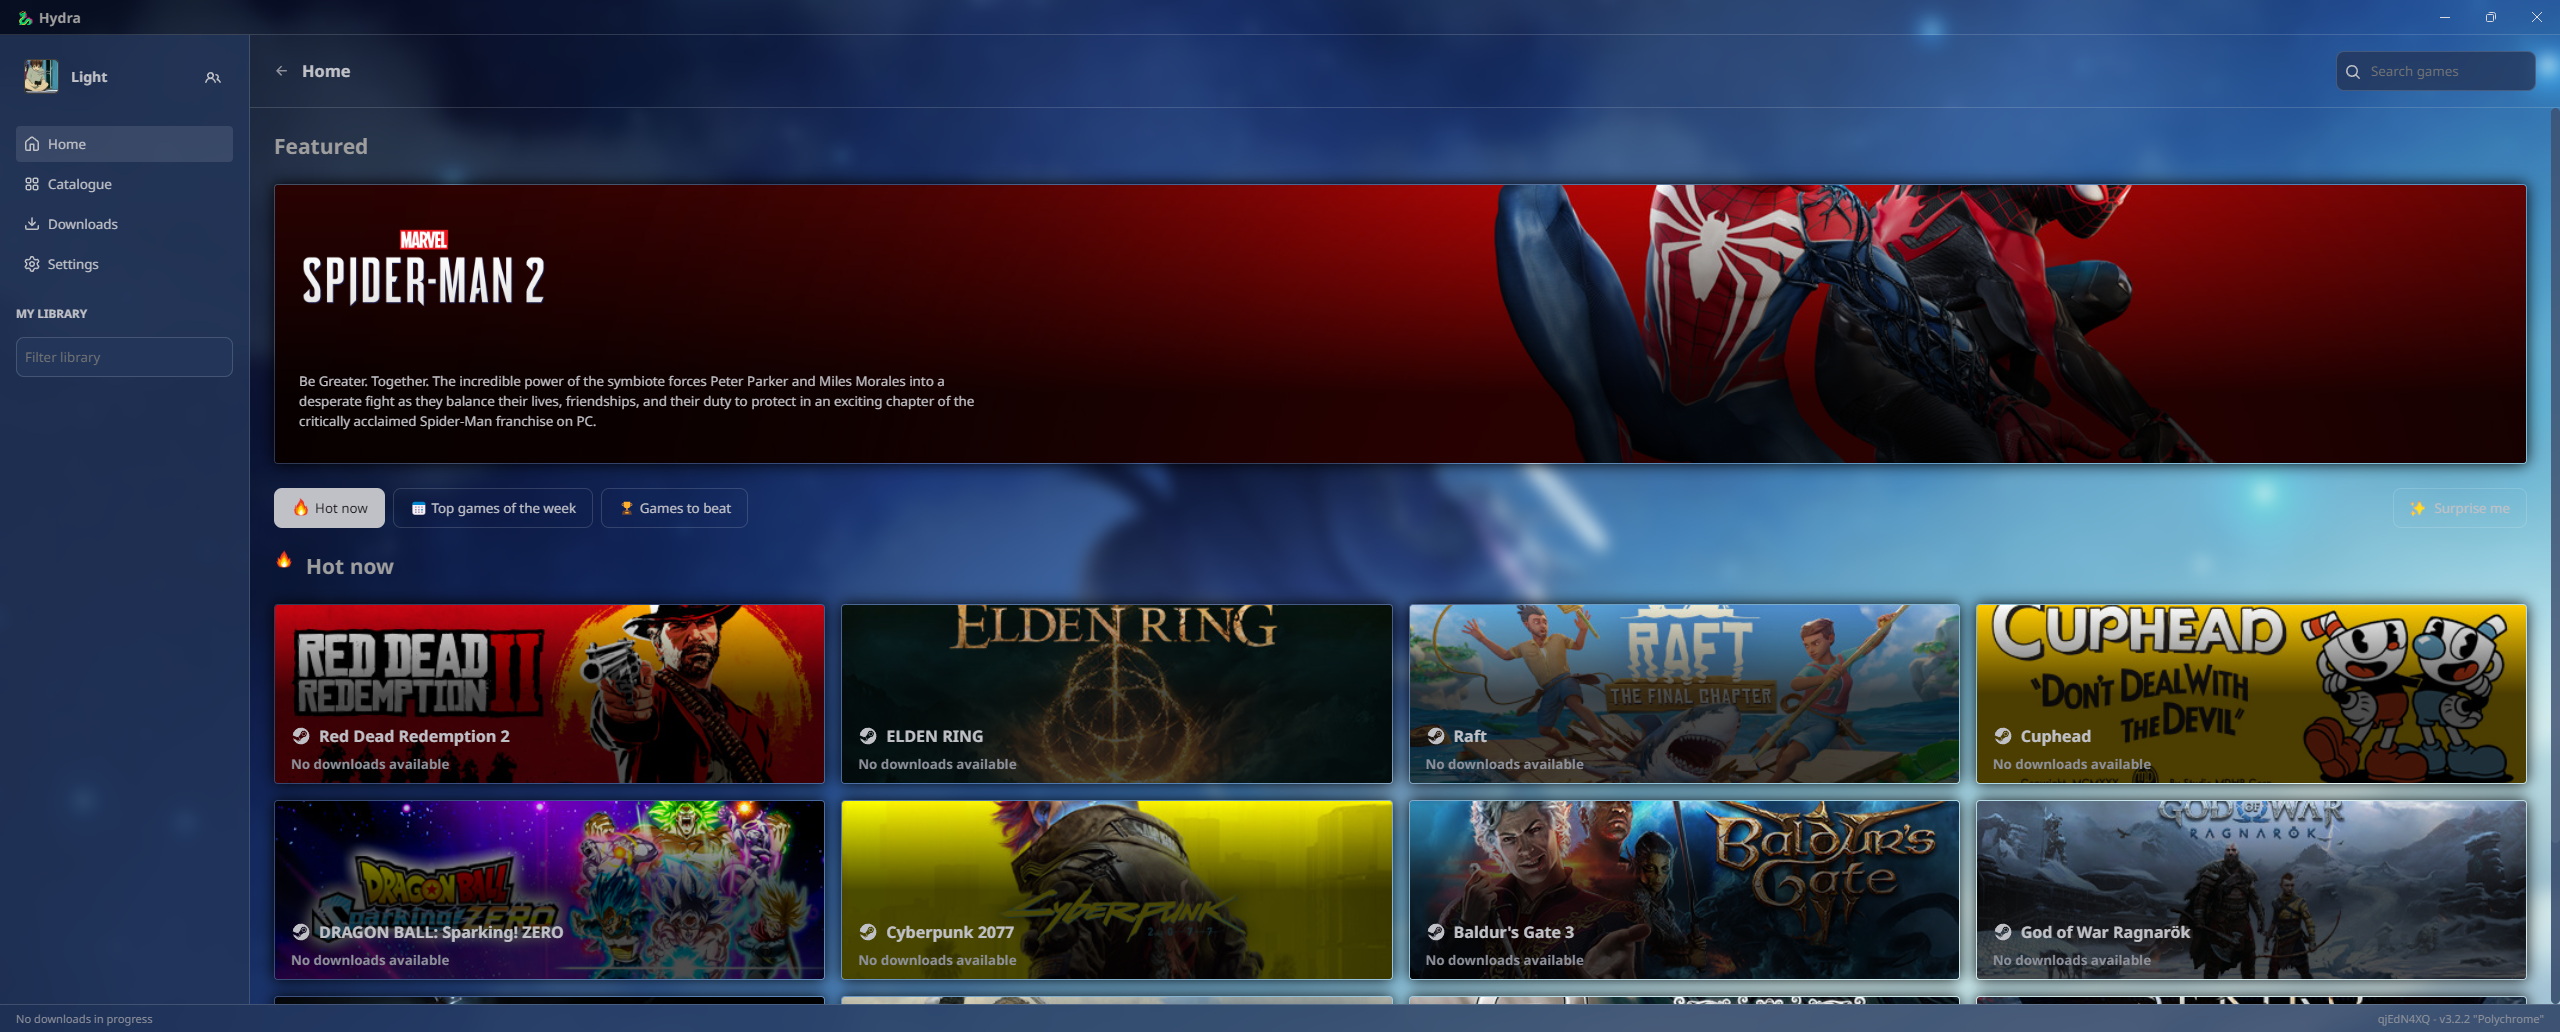 Hydra
Light
Home
Search games
Home
Catalogue
Downloads
Settings
MY LIBRARY
Filter library
Featured
MARVEL
SPIDER-MAN 2
Be Greater. Together. The incredible power of the symbiote forces Peter Parker and Miles Morales into a
desperate fight as they balance their lives, friendships, and their duty to protect in an exciting chapter of the
critically acclaimed Spider-Man franchise on PC.
Hot now
Top games of the week
Games to beat
Surprise me
Hot now
RED DEAD
REDEMPTION II
Red Dead Redemption 2
No downloads available
ELDEN RING
ELDEN RING
No downloads available
RAFT
THE FINAL CHAPTER
Raft
No downloads available
CUPHEAD
"DON'T DEAL WITH
THE DEVIL"
Cuphead
No downloads available
DRAGON BALL
Sparking! ZERO
DRAGON BALL: Sparking! ZERO
No downloads available
CYBERPUNK
2077
Cyberpunk 2077
No downloads available
BALDUR'S
GATE
Baldur's Gate 3
No downloads available
GOD OF WAR
RAGNARÖK
God of War Ragnarök
No downloads available
No downloads in progress
qjEdN4XQ - v3.2.2 "Polychrome"